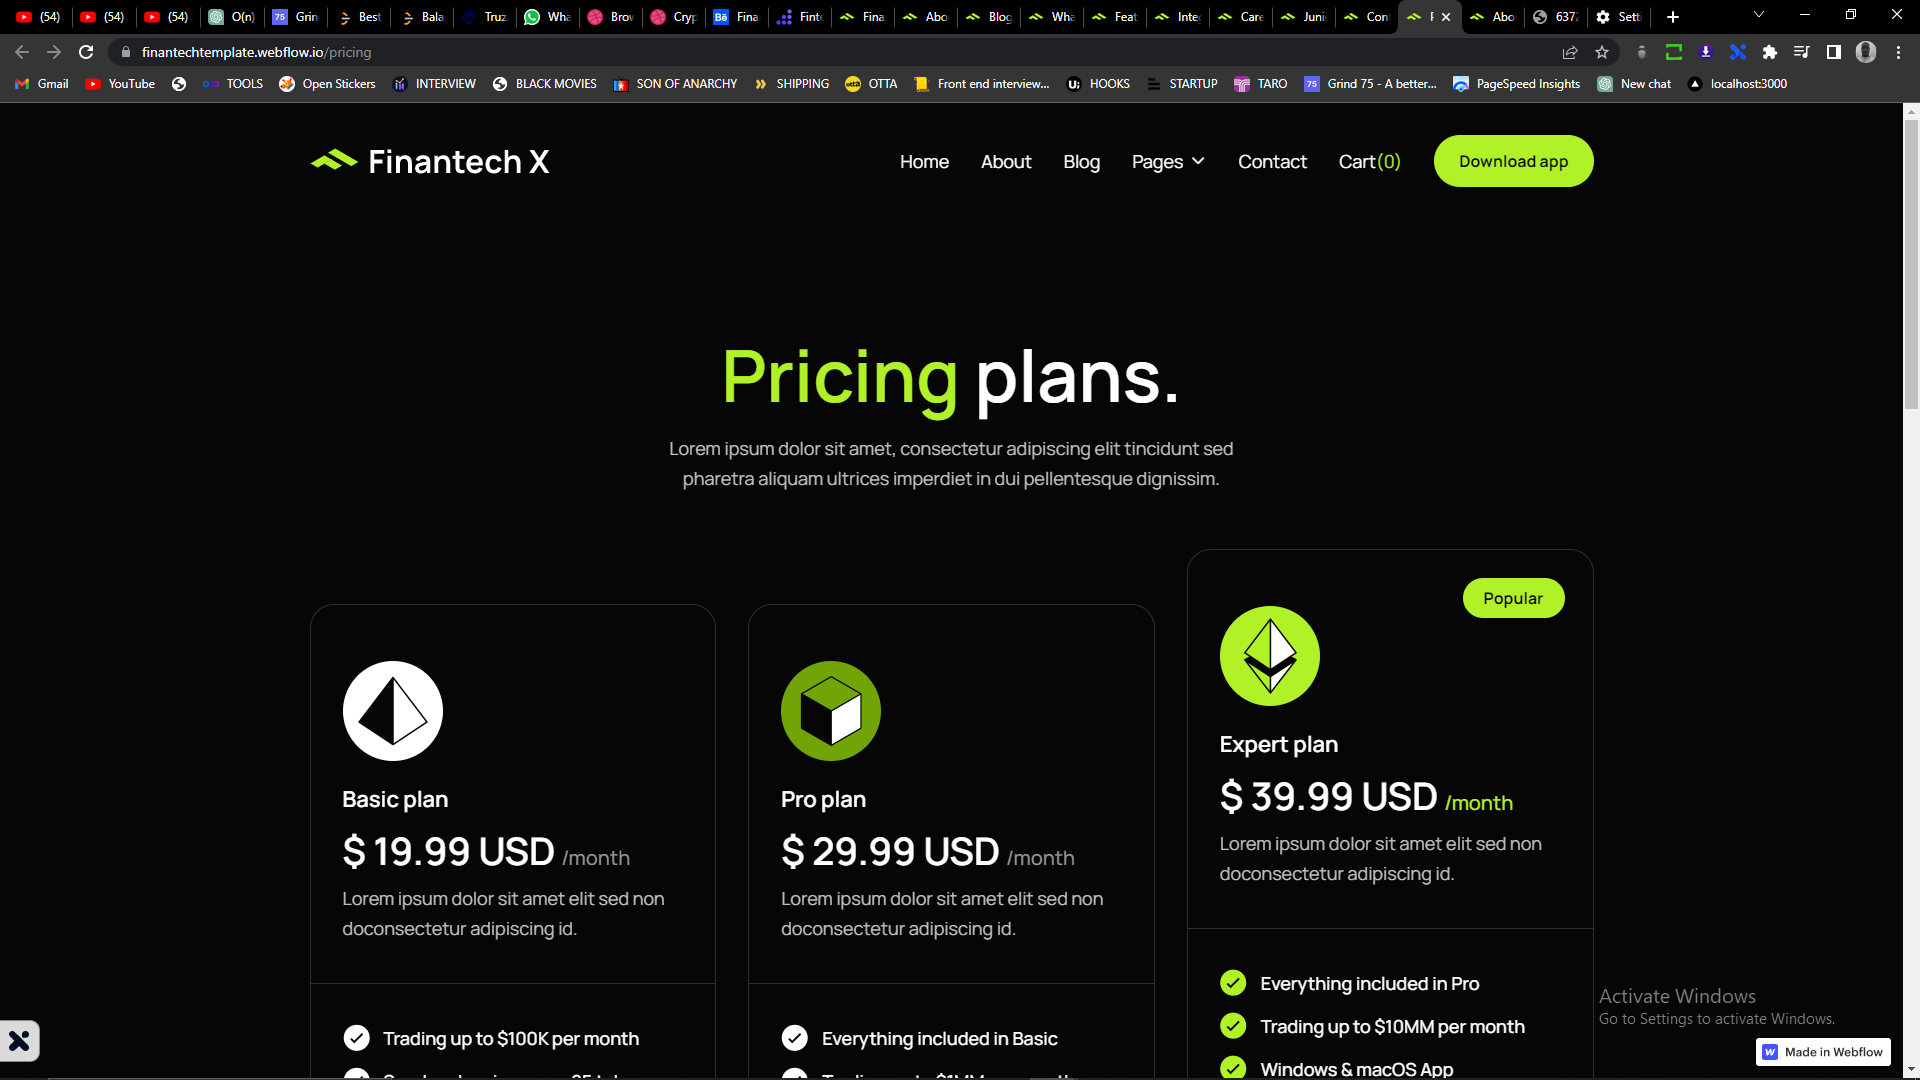 (54)
(54)
(54)
O(n)
Grin
Best
Bala
Truz
Wha
Brow
Cryp
Fina
Finte
Fina
Abo
Blog
Wha
Feat
Inte
Care
Juni
Con
Abo
637
Setti
finantechtemplate.webflow.io/pricing
Gmail
YouTube
TOOLS
Open Stickers
INTERVIEW
BLACK MOVIES
SON OF ANARCHY
SHIPPING
OTTA
Front end interview...
HOOKS
STARTUP
TARO
Grind 75 - A better...
PageSpeed Insights
New chat
localhost:3000
Finantech X
Home
About
Blog
Pages
Contact
Cart(0)
Download app
Pricing plans.
Lorem ipsum dolor sit amet, consectetur adipiscing elit tincidunt sed
pharetra aliquam ultrices imperdiet in dui pellentesque dignissim.
Basic plan
$ 19.99 USD /month
Lorem ipsum dolor sit amet elit sed non
doconsectetur adipiscing id.
Trading up to $100K per month
Pro plan
$ 29.99 USD /month
Lorem ipsum dolor sit amet elit sed non
doconsectetur adipiscing id.
Everything included in Basic
Popular
Expert plan
$ 39.99 USD /month
Lorem ipsum dolor sit amet elit sed non
doconsectetur adipiscing id.
Everything included in Pro
Trading up to $10MM per month
Windows & macOS App
Activate Windows
Go to Settings to activate Windows.
Made in Webflow